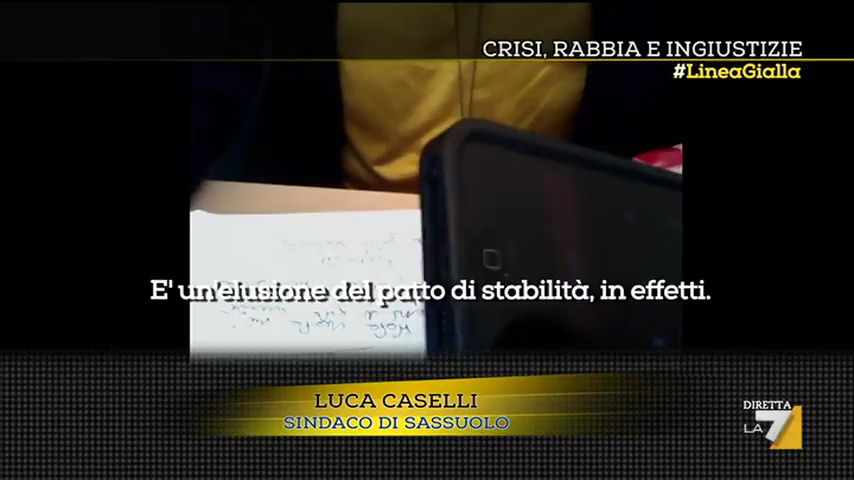 CRISI, RABBIA E INGIUSTIZIE
#LineaGialla
E' un'elusione del patto di stabilità, in effetti.
LUCA CASELLI
SINDACO DI SASSUOLO
DIRETTA
LA7